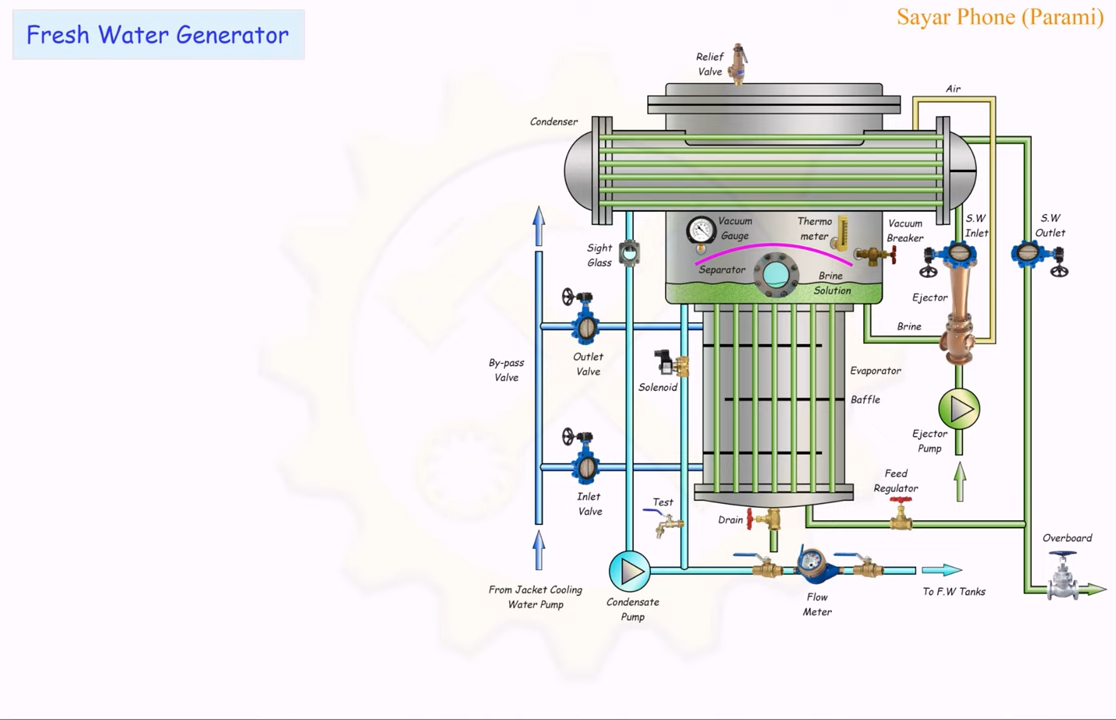 Fresh Water Generator
Sayar Phone (Parami)
Relief
Valve
Air
Condenser
Vacuum
Gauge
Thermo
meter
Vacuum
Breaker
S.W
Inlet
S.W
Outlet
Sight
Glass
Separator
Brine
Solution
Ejector
Brine
Outlet
Valve
By-pass
Valve
Solenoid
Evaporator
Baffle
Ejector
Pump
Feed
Regulator
Inlet
Valve
Test
Drain
Overboard
From Jacket Cooling
Water Pump
Condensate
Pump
Flow
Meter
To F.W Tanks